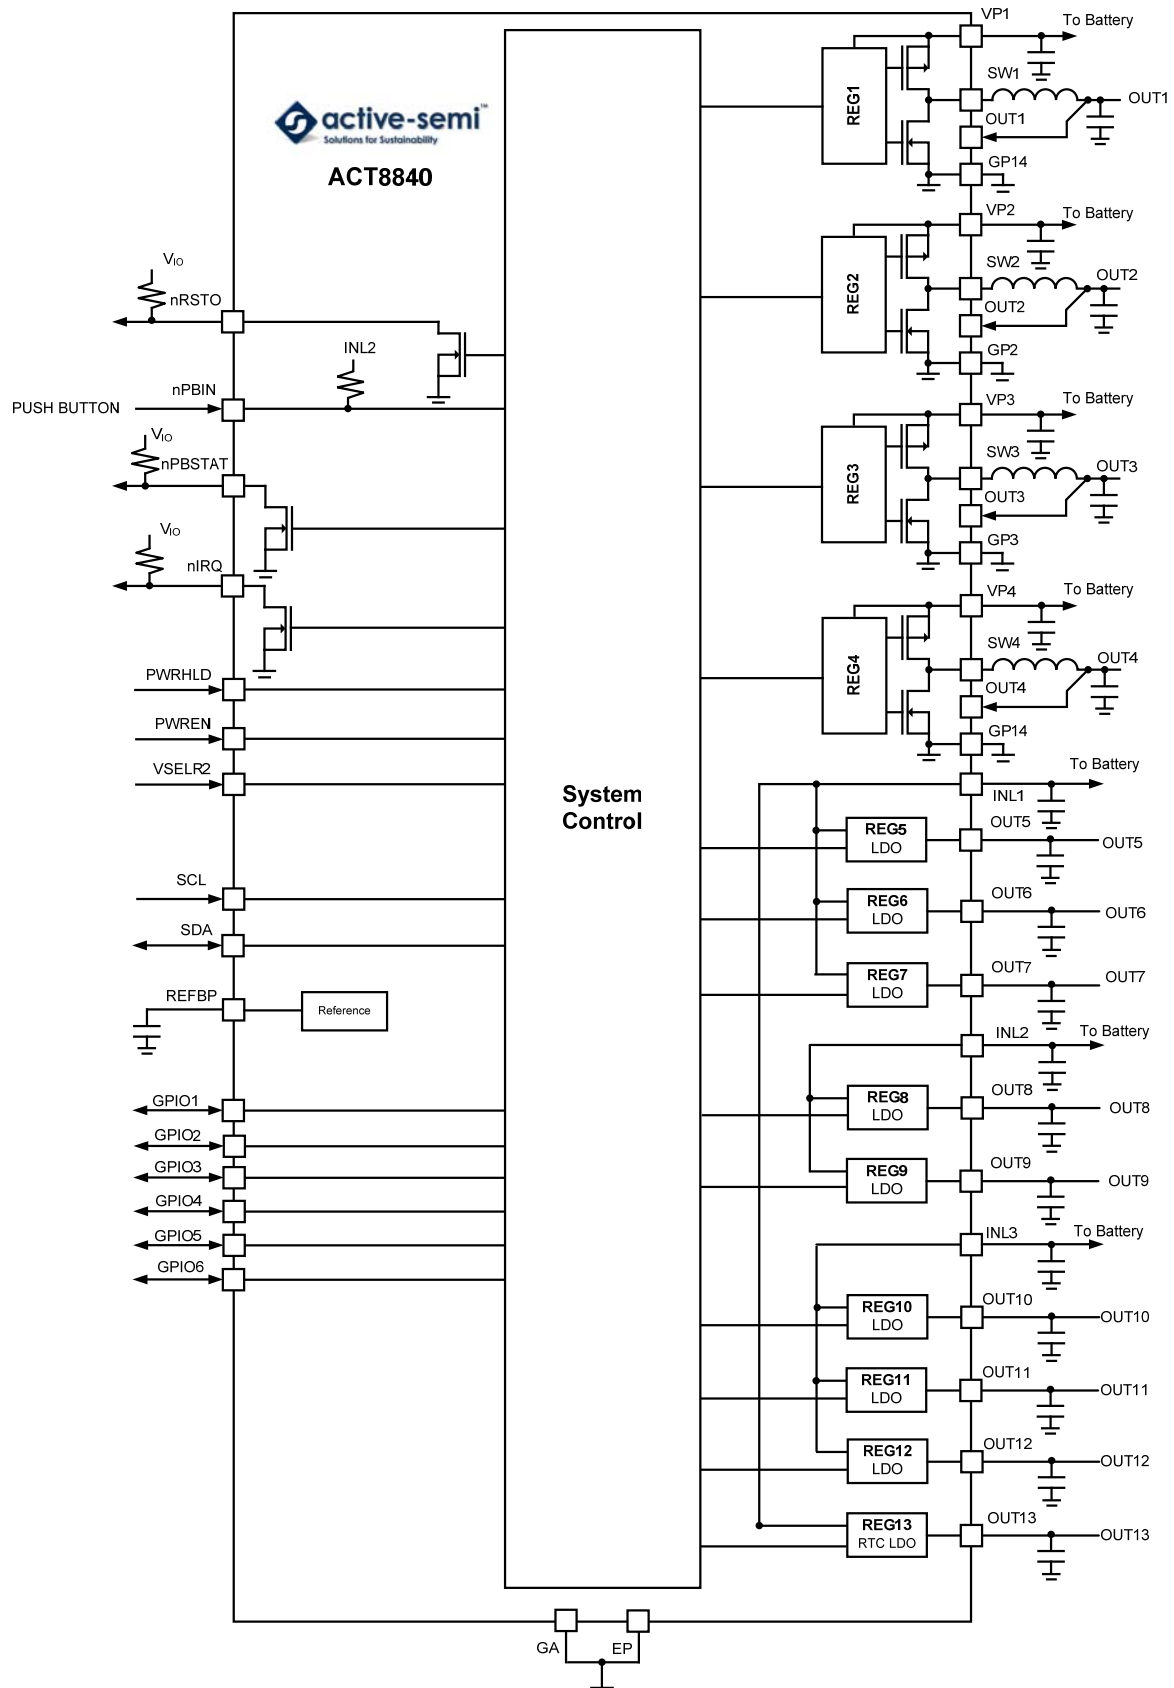 active-semi™
Solutions for Sustainability
ACT8840
VIO
nRSTO
INL2
nPBIN
PUSH BUTTON
VIO
nPBSTAT
VIO
nIRQ
PWRHLD
PWREN
VSELR2
SCL
SDA
REFBP
Reference
GPIO1
GPIO2
GPIO3
GPIO4
GPIO5
GPIO6
System
Control
GA
EP
VP1
To Battery
REG1
SW1
OUT1
OUT1
GP14
VP2
To Battery
REG2
SW2
OUT2
OUT2
GP2
VP3
To Battery
REG3
SW3
OUT3
OUT3
GP3
VP4
To Battery
REG4
SW4
OUT4
OUT4
GP14
To Battery
INL1
REG5
LDO
OUT5
OUT5
REG6
LDO
OUT6
OUT6
REG7
LDO
OUT7
OUT7
INL2
To Battery
REG8
LDO
OUT8
OUT8
REG9
LDO
OUT9
OUT9
INL3
To Battery
REG10
LDO
OUT10
OUT10
REG11
LDO
OUT11
OUT11
REG12
LDO
OUT12
OUT12
REG13
RTC LDO
OUT13
OUT13